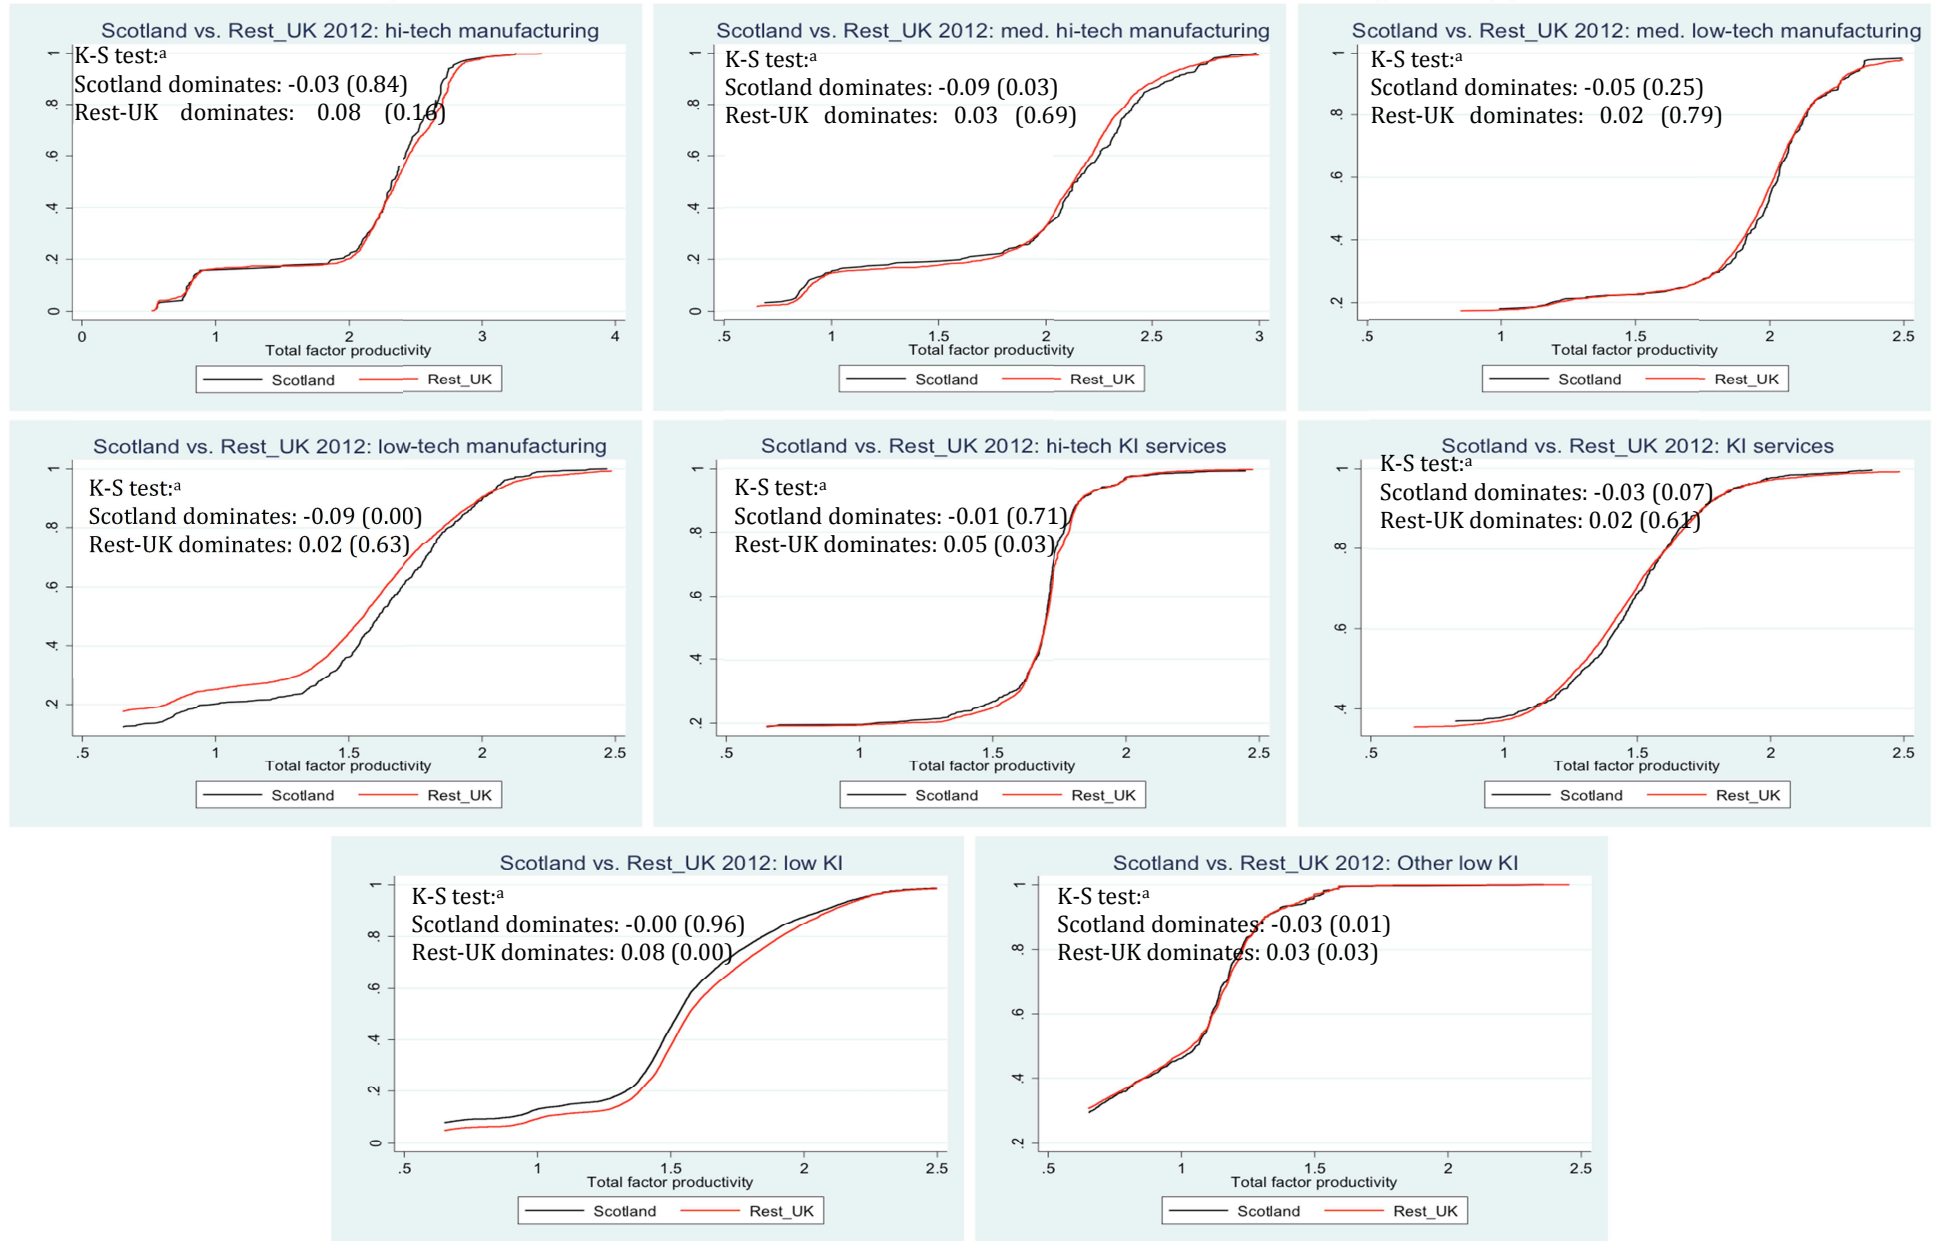 Scotland vs. Rest_UK 2012: hi-tech manufacturing
K-S test:ᵃ
Scotland dominates: -0.03 (0.84)
Rest-UK dominates: 0.08 (0.16)
1
.8
.6
.4
.2
0
0 1 2 3 4
Total factor productivity
Scotland Rest_UK
Scotland vs. Rest_UK 2012: med. hi-tech manufacturing
K-S test:ᵃ
Scotland dominates: -0.09 (0.03)
Rest-UK dominates: 0.03 (0.69)
1
.8
.6
.4
.2
0
.5 1 1.5 2 2.5 3
Total factor productivity
Scotland Rest_UK
Scotland vs. Rest_UK 2012: med. low-tech manufacturing
K-S test:ᵃ
Scotland dominates: -0.05 (0.25)
Rest-UK dominates: 0.02 (0.79)
1
.8
.6
.4
.2
.5 1 1.5 2 2.5
Total factor productivity
Scotland Rest_UK
Scotland vs. Rest_UK 2012: low-tech manufacturing
K-S test:ᵃ
Scotland dominates: -0.09 (0.00)
Rest-UK dominates: 0.02 (0.63)
1
.8
.6
.4
.2
.5 1 1.5 2 2.5
Total factor productivity
Scotland Rest_UK
Scotland vs. Rest_UK 2012: hi-tech KI services
K-S test:ᵃ
Scotland dominates: -0.01 (0.71)
Rest-UK dominates: 0.05 (0.03)
1
.8
.6
.4
.2
.5 1 1.5 2 2.5
Total factor productivity
Scotland Rest_UK
Scotland vs. Rest_UK 2012: KI services
K-S test:ᵃ
Scotland dominates: -0.03 (0.07)
Rest-UK dominates: 0.02 (0.61)
1
.8
.6
.4
.5 1 1.5 2 2.5
Total factor productivity
Scotland Rest_UK
Scotland vs. Rest_UK 2012: low KI
K-S test:ᵃ
Scotland dominates: -0.00 (0.96)
Rest-UK dominates: 0.08 (0.00)
1
.8
.6
.4
.2
0
.5 1 1.5 2 2.5
Total factor productivity
Scotland Rest_UK
Scotland vs. Rest_UK 2012: Other low KI
K-S test:ᵃ
Scotland dominates: -0.03 (0.01)
Rest-UK dominates: 0.03 (0.03)
1
.8
.6
.4
.2
.5 1 1.5 2 2.5
Total factor productivity
Scotland Rest_UK